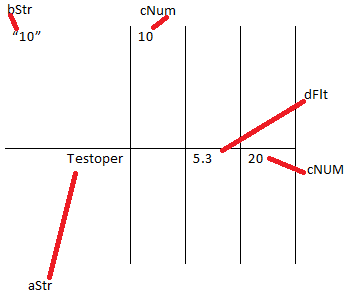 bStr
cNum
“10”
10
dFlt
Testoper
5.3
20
cNUM
aStr